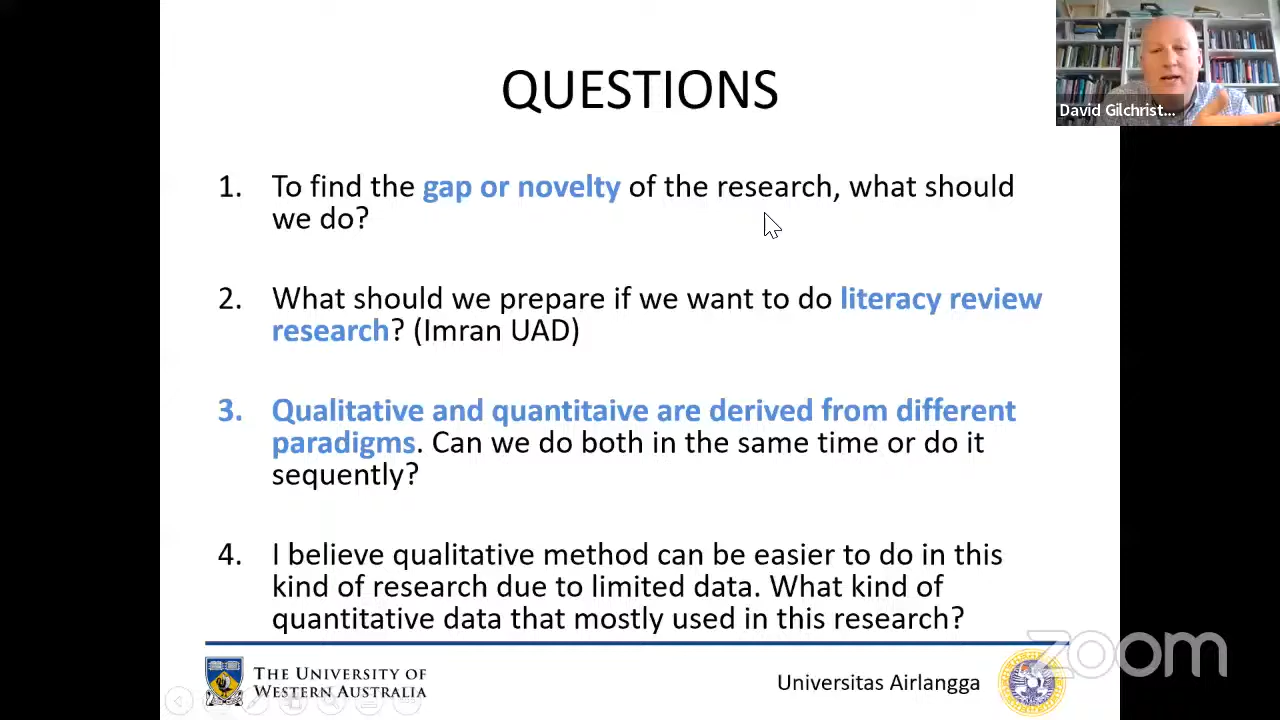 QUESTIONS
David Gilchrist...
1. To find the gap or novelty of the research, what should
we do?
2. What should we prepare if we want to do literacy review
research? (Imran UAD)
3. Qualitative and quantitaive are derived from different
paradigms. Can we do both in the same time or do it
sequently?
4. I believe qualitative method can be easier to do in this
kind of research due to limited data. What kind of
quantitative data that mostly used in this research?
THE UNIVERSITY OF
WESTERN AUSTRALIA
Universitas Airlangga
zoom